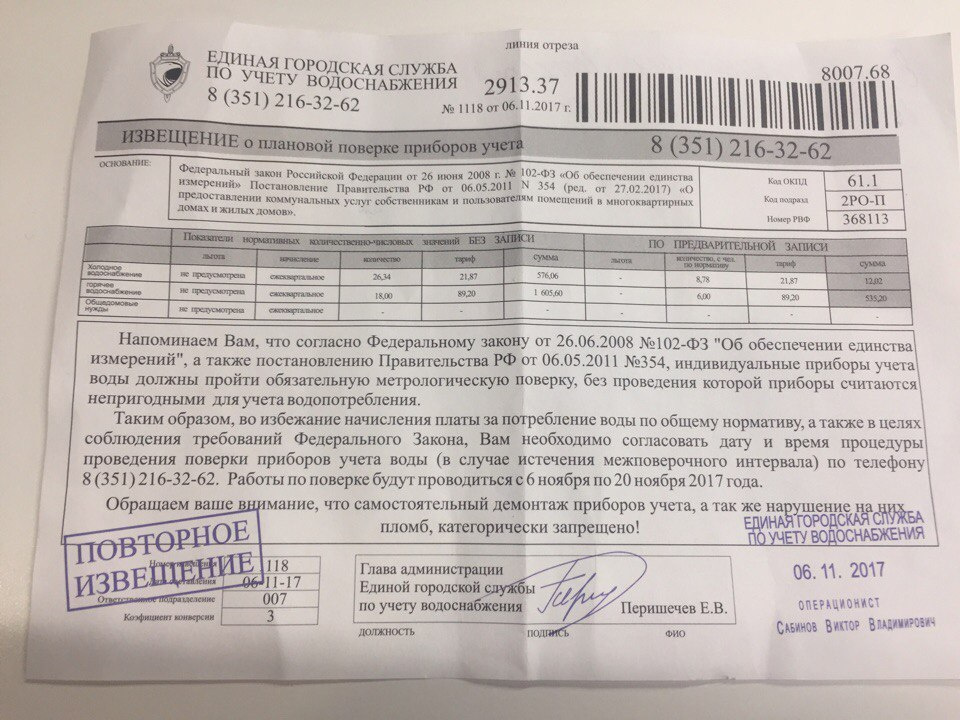 линия отреза
ЕДИНАЯ ГОРОДСКАЯ СЛУЖБА
ПО УЧЕТУ ВОДОСНАБЖЕНИЯ
8 (351) 216-32-62
2913.37
№ 1118 от 06.11.2017 г.
8007.68
ИЗВЕЩЕНИЕ о плановой поверке приборов учета
8 (351) 216-32-62
ОСНОВАНИЕ:
Федеральный закон Российской Федерации от 26 июня 2008 г. № 102-ФЗ «Об обеспечении единства
измерений» Постановление Правительства РФ от 06.05.2011 N 354 (ред. от 27.02.2017) «О
предоставлении коммунальных услуг собственникам и пользователям помещений в многоквартирных
домах и жилых домов».
Код ОКПД 61.1
Код подразд 2РО-П
Номер РВФ 368113
Показатели нормативных количественно-числовых значений БЕЗ ЗАПИСИ ПО ПРЕДВАРИТЕЛЬНОЙ ЗАПИСИ
льгота начисление количество тариф сумма льгота количество, с чел. по нормативу тариф сумма
Холодное водоснабжение не предусмотрена ежеквартальное 26,34 21,87 576,06 - 8,78 21,87 12,02
горячее водоснабжение не предусмотрена ежеквартальное 18,00 89,20 1 605,60 - 6,00 89,20 535,20
Общедомовые нужды не предусмотрена ежеквартальное - - - - - - -
Напоминаем Вам, что согласно Федеральному закону от 26.06.2008 №102-ФЗ "Об обеспечении единства
измерений", а также постановлению Правительства РФ от 06.05.2011 №354, индивидуальные приборы учета
воды должны пройти обязательную метрологическую поверку, без проведения которой приборы считаются
непригодными для учета водопотребления.
Таким образом, во избежание начисления платы за потребление воды по общему нормативу, а также в целях
соблюдения требований Федерального Закона, Вам необходимо согласовать дату и время процедуры
проведения поверки приборов учета воды (в случае истечения межповерочного интервала) по телефону
8 (351) 216-32-62. Работы по поверке будут проводиться с 6 ноября по 20 ноября 2017 года.
Обращаем ваше внимание, что самостоятельный демонтаж приборов учета, а так же нарушение на них
пломб, категорически запрещено!
ПОВТОРНОЕ
ИЗВЕЩЕНИЕ
1118
06-11-17
Ответственное подразделение 007
Коэфициент конверсии 3
Глава администрации
Единой городской службы
по учету водоснабжения
Перишечев Е.В.
ДОЛЖНОСТЬ ПОДПИСЬ ФИО
ЕДИНАЯ ГОРОДСКАЯ СЛУЖБА
ПО УЧЕТУ ВОДОСНАБЖЕНИЯ
06. 11. 2017
ОПЕРАЦИОНИСТ
САБИНОВ ВИКТОР ВЛАДИМИРОВИЧ